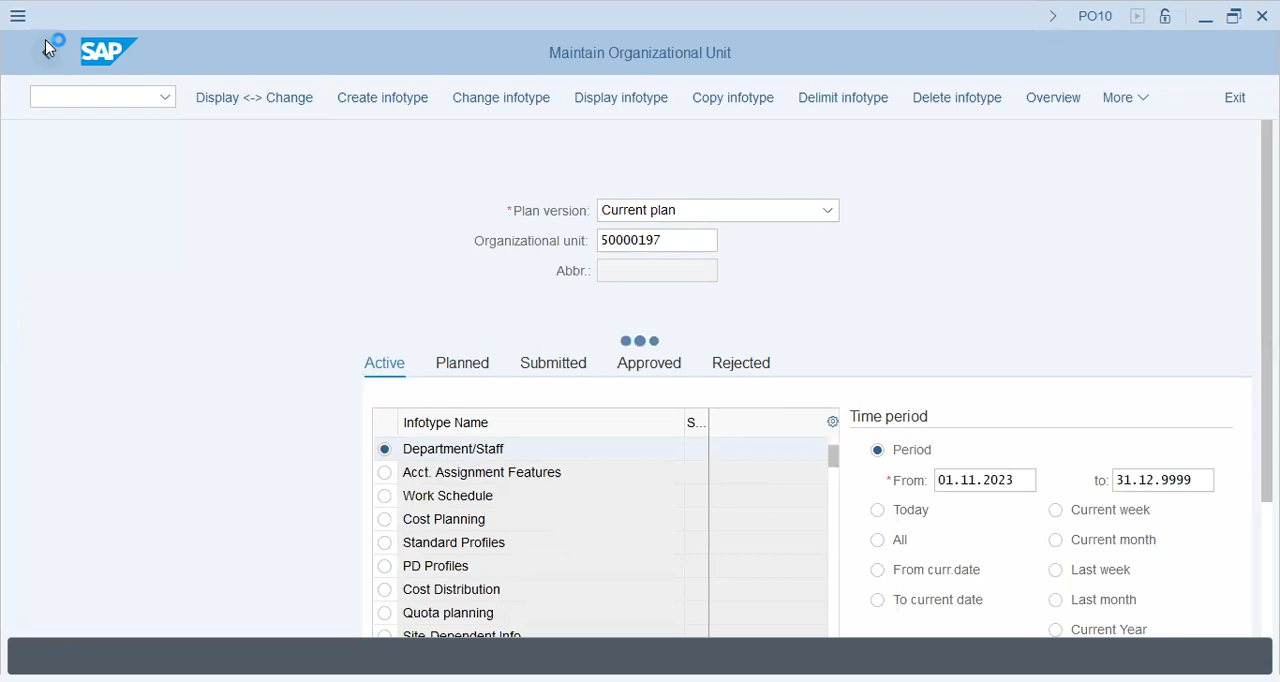 PO10
SAP Maintain Organizational Unit
Display <-> Change Create infotype Change infotype Display infotype Copy infotype Delimit infotype Delete infotype Overview More Exit
*Plan version: Current plan
Organizational unit: 50000197
Abbr.:
Active Planned Submitted Approved Rejected
Infotype Name S...
Department/Staff
Acct. Assignment Features
Work Schedule
Cost Planning
Standard Profiles
PD Profiles
Cost Distribution
Quota planning
Site-Dependent Info
Time period
Period
*From: 01.11.2023 to: 31.12.9999
Today Current week
All Current month
From curr.date Last week
To current date Last month
Current Year